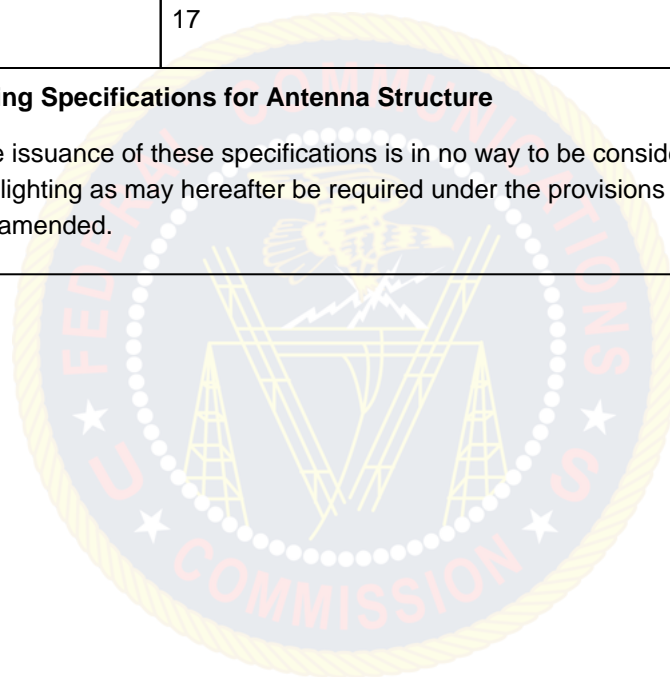 17
ing Specifications for Antenna Structure
e issuance of these specifications is in no way to be conside
lighting as may hereafter be required under the provisions
amended.
FEDERAL COMMUNICATIONS
COMMISSION
U S